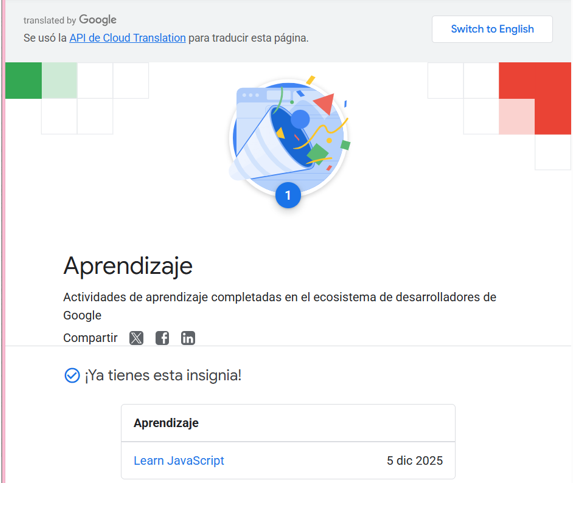 translated by Google
Se usó la API de Cloud Translation para traducir esta página.
Switch to English
1
Aprendizaje
Actividades de aprendizaje completadas en el ecosistema de desarrolladores de
Google
Compartir
¡Ya tienes esta insignia!
Aprendizaje
Learn JavaScript 5 dic 2025